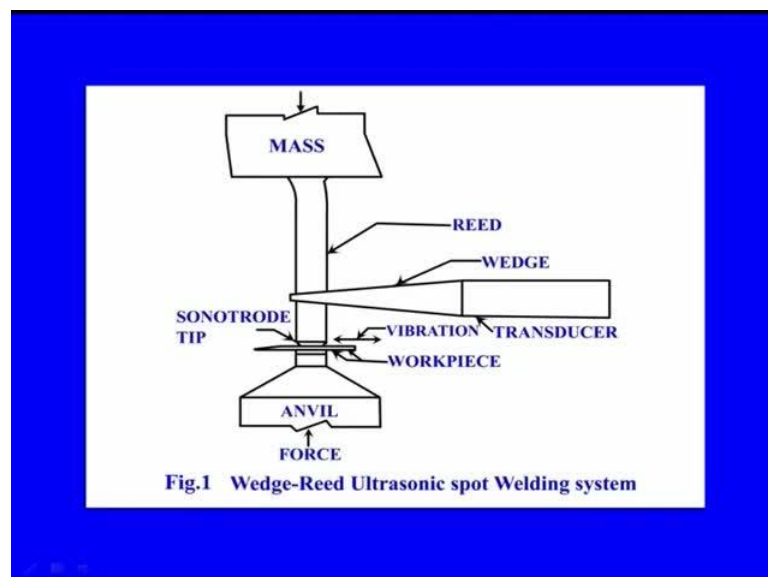 MASS
REED
WEDGE
SONOTRODE
TIP
VIBRATION
TRANSDUCER
WORKPIECE
ANVIL
FORCE
Fig.1 Wedge-Reed Ultrasonic spot Welding system